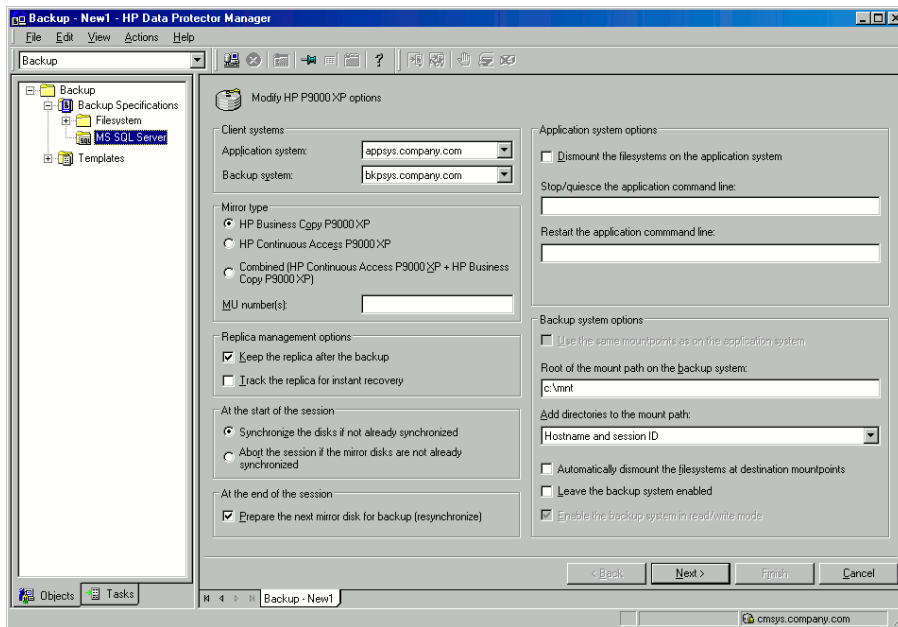 Backup - New1 - HP Data Protector Manager
File Edit View Actions Help
Backup
Backup
Backup Specifications
Filesystem
MS SQL Server
Templates
Modify HP P9000 XP options
Client systems
Application system:
appsys.company.com
Backup system:
bkpsys.company.com
Mirror type
HP Business Copy P9000 XP
HP Continuous Access P9000 XP
Combined (HP Continuous Access P9000 XP + HP Business
Copy P9000 XP)
MU number(s):
Replica management options
Keep the replica after the backup
Track the replica for instant recovery
At the start of the session
Synchronize the disks if not already synchronized
Abort the session if the mirror disks are not already
synchronized
At the end of the session
Prepare the next mirror disk for backup (resynchronize)
Application system options
Dismount the filesystems on the application system
Stop/quiesce the application command line:
Restart the application commmand line:
Backup system options
Use the same mountpoints as on the application system
Root of the mount path on the backup system:
c:\mnt
Add directories to the mount path:
Hostname and session ID
Automatically dismount the filesystems at destination mountpoints
Leave the backup system enabled
Enable the backup system in read/write mode
< Back Next > Finish Cancel
Objects Tasks
Backup - New1
cmsys.company.com